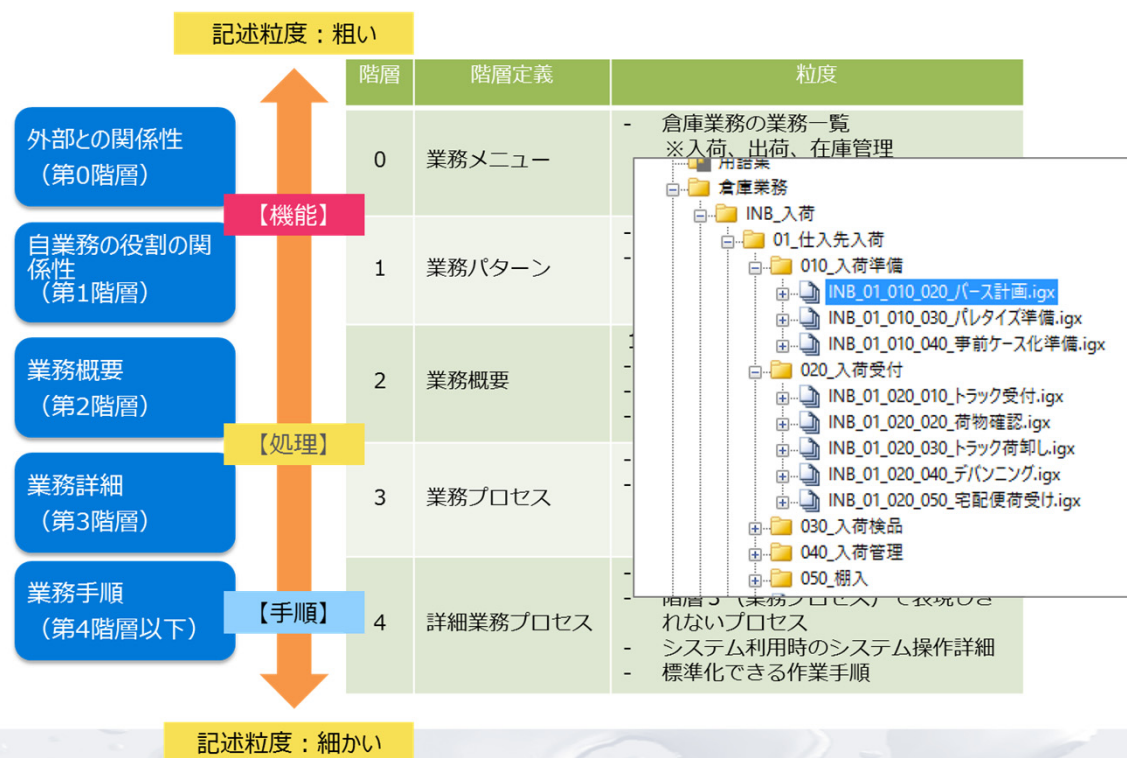 記述粒度：粗い
階層
階層定義
粒度
外部との関係性
（第0階層）
0
業務メニュー
- 倉庫業務の業務一覧
※入荷、出荷、在庫管理
【機能】
自業務の役割の関
係性
（第1階層）
1
業務パターン
業務概要
（第2階層）
2
業務概要
【処理】
業務詳細
（第3階層）
3
業務プロセス
業務手順
（第4階層以下）
【手順】
4
詳細業務プロセス
れないプロセス
- システム利用時のシステム操作詳細
- 標準化できる作業手順
用語集
倉庫業務
INB_入荷
01_仕入先入荷
010_入荷準備
INB_01_010_020_バース計画.igx
INB_01_010_030_パレタイズ準備.igx
INB_01_010_040_事前ケース化準備.igx
020_入荷受付
INB_01_020_010_トラック受付.igx
INB_01_020_020_荷物確認.igx
INB_01_020_030_トラック荷卸し.igx
INB_01_020_040_デバンニング.igx
INB_01_020_050_宅配便荷受け.igx
030_入荷検品
040_入荷管理
050_棚入
記述粒度：細かい